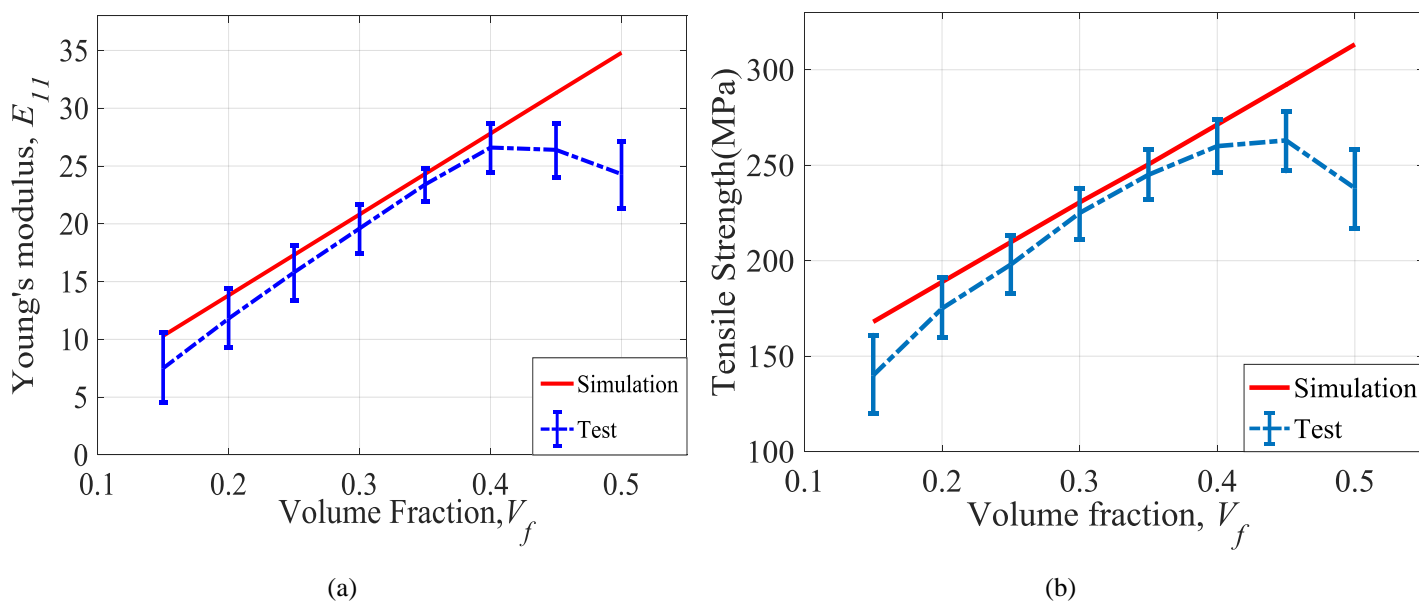 Young's modulus, E11
35
30
25
20
15
10
5
0
0.1 0.2 0.3 0.4 0.5
Volume Fraction,Vf
Simulation
Test
(a)
Tensile Strength(MPa)
300
250
200
150
100
0.1 0.2 0.3 0.4 0.5
Volume fraction, Vf
Simulation
Test
(b)